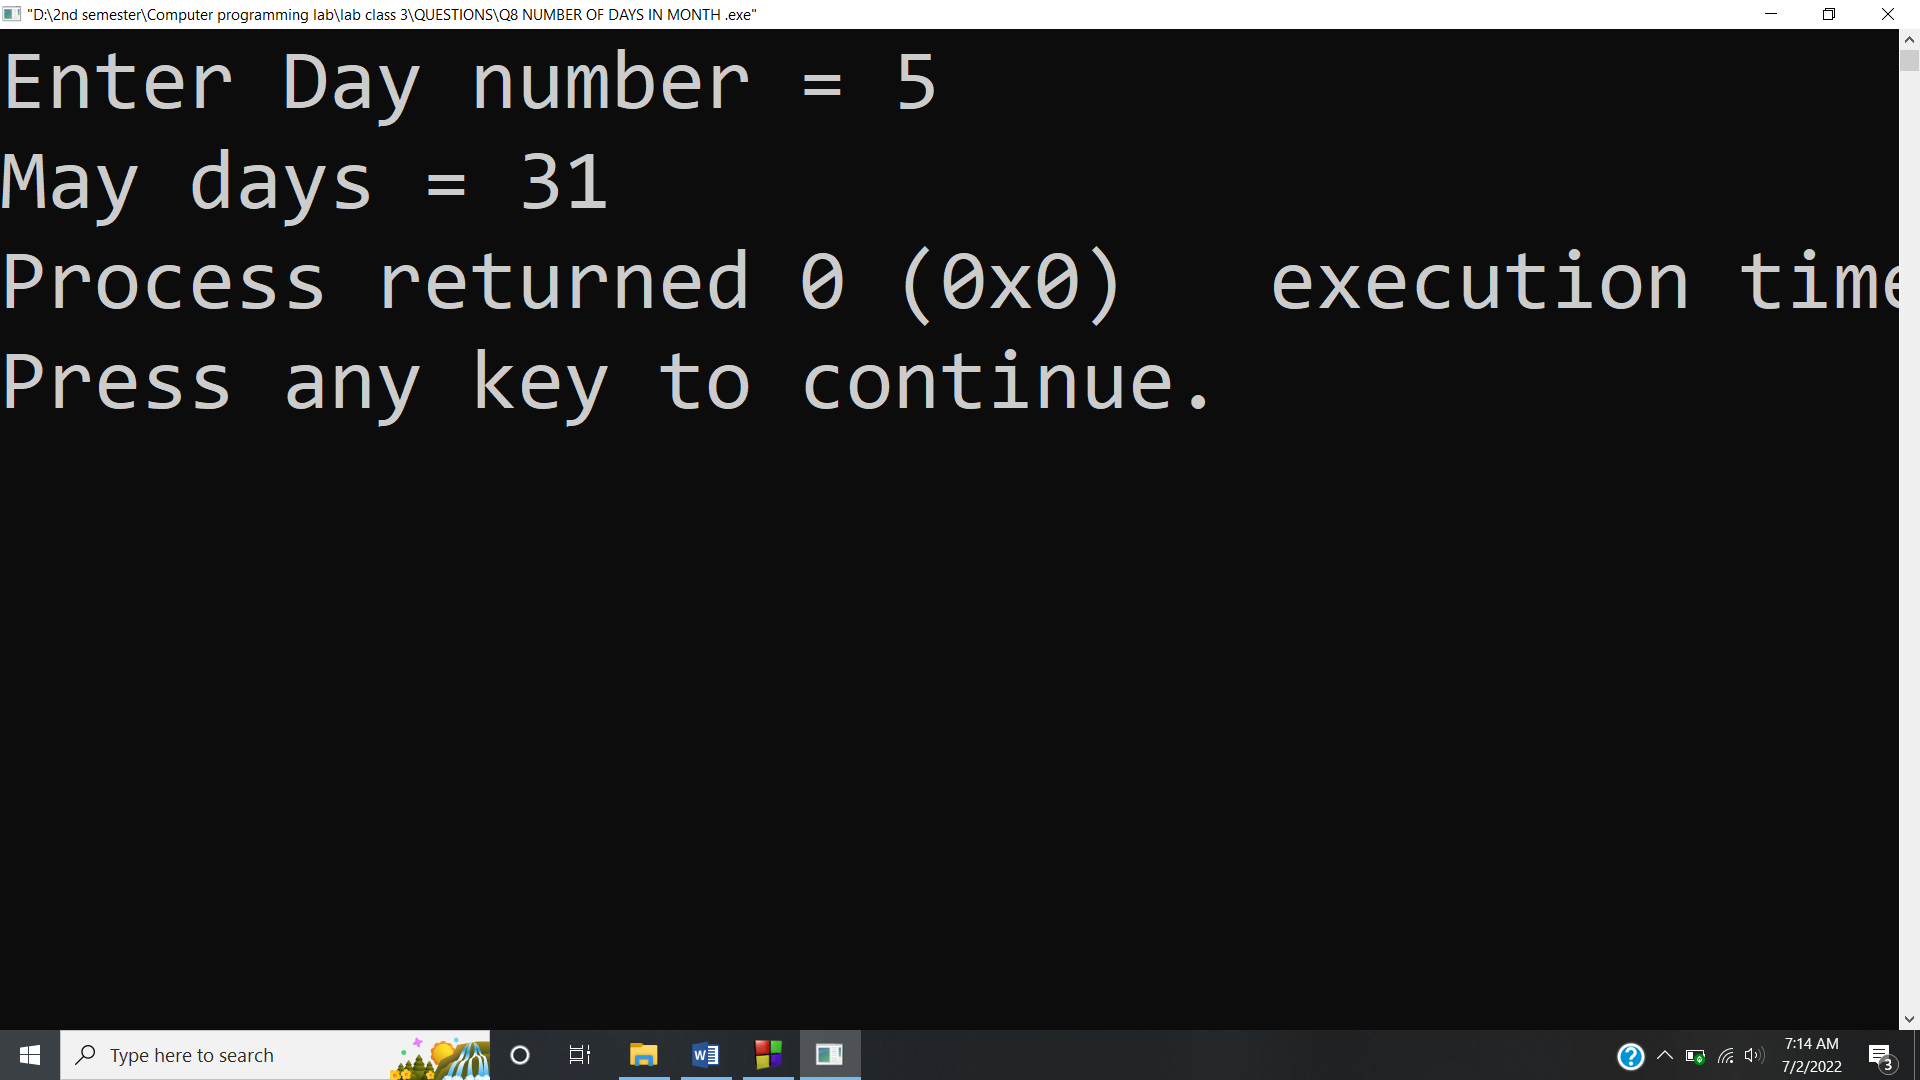 "D:\2nd semester\Computer programming lab\lab class 3\QUESTIONS\Q8 NUMBER OF DAYS IN MONTH .exe"
Enter Day number = 5
May days = 31
Process returned 0 (0x0)   execution time
Press any key to continue.
Type here to search
7:14 AM
7/2/2022
3